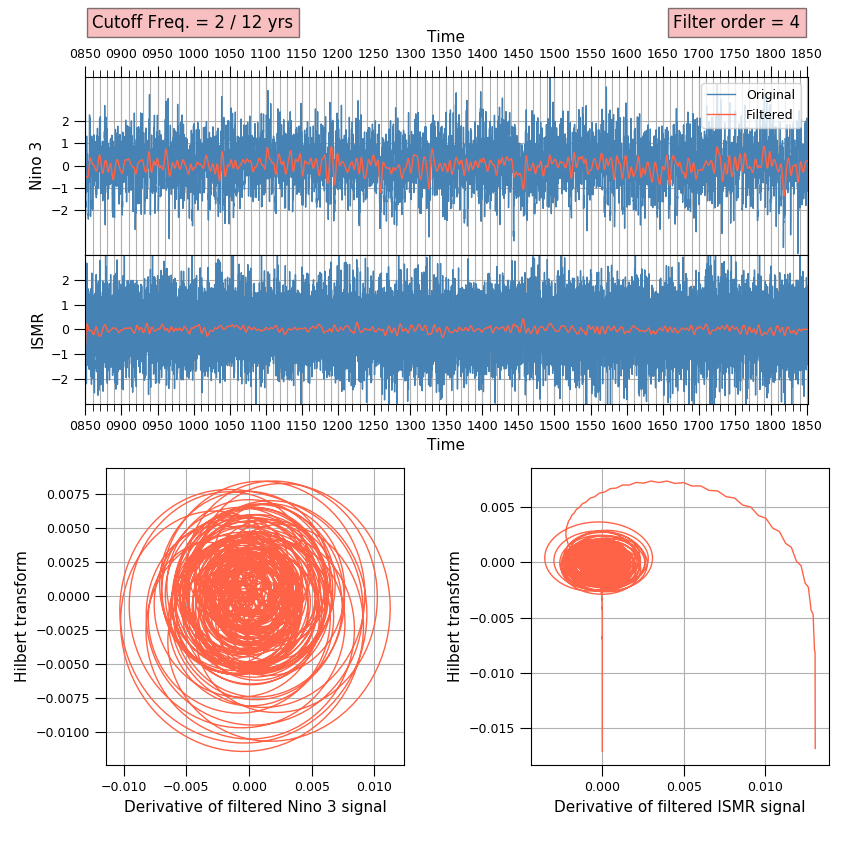 Cutoff Freq. = 2 / 12 yrs
Filter order = 4
Time
0850 0900 0950 1000 1050 1100 1150 1200 1250 1300 1350 1400 1450 1500 1550 1600 1650 1700 1750 1800 1850
Original
Filtered
Nino 3
2
1
0
−1
−2
ISMR
2
1
0
−1
−2
0850 0900 0950 1000 1050 1100 1150 1200 1250 1300 1350 1400 1450 1500 1550 1600 1650 1700 1750 1800 1850
Time
Hilbert transform
0.0075
0.0050
0.0025
0.0000
−0.0025
−0.0050
−0.0075
−0.0100
−0.010 −0.005 0.000 0.005 0.010
Derivative of filtered Nino 3 signal
Hilbert transform
0.005
0.000
−0.005
−0.010
−0.015
0.000 0.005 0.010
Derivative of filtered ISMR signal